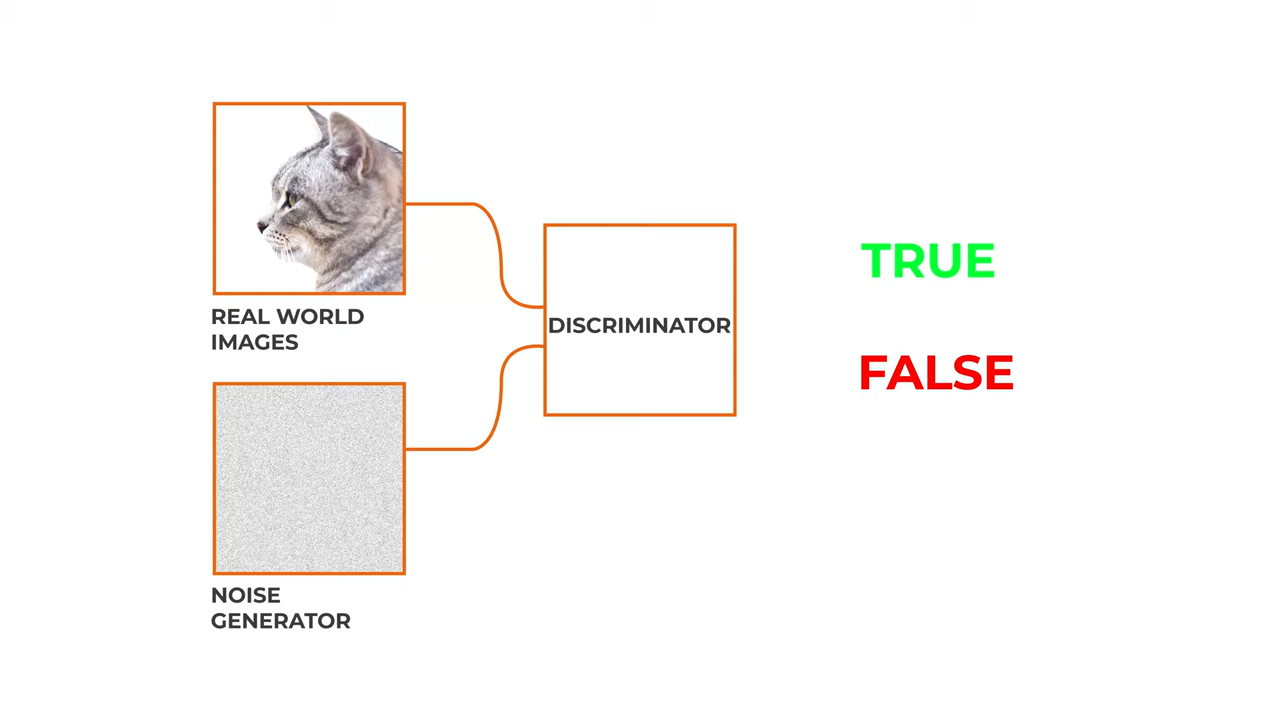 REAL WORLD
IMAGES
NOISE
GENERATOR
DISCRIMINATOR
TRUE
FALSE